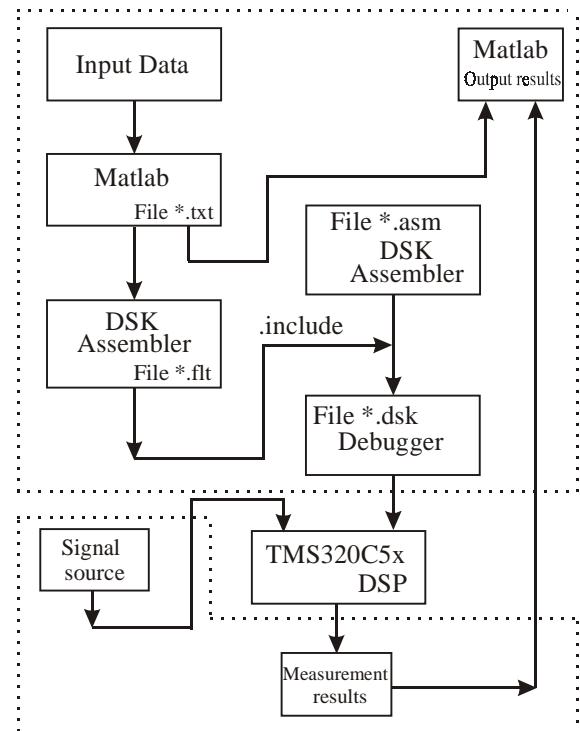 Input Data
Matlab
Output results
Matlab
File *.txt
File *.asm
DSK
Assembler
DSK
Assembler
File *.flt
.include
File *.dsk
Debugger
Signal
source
TMS320C5x
DSP
Measurement
results